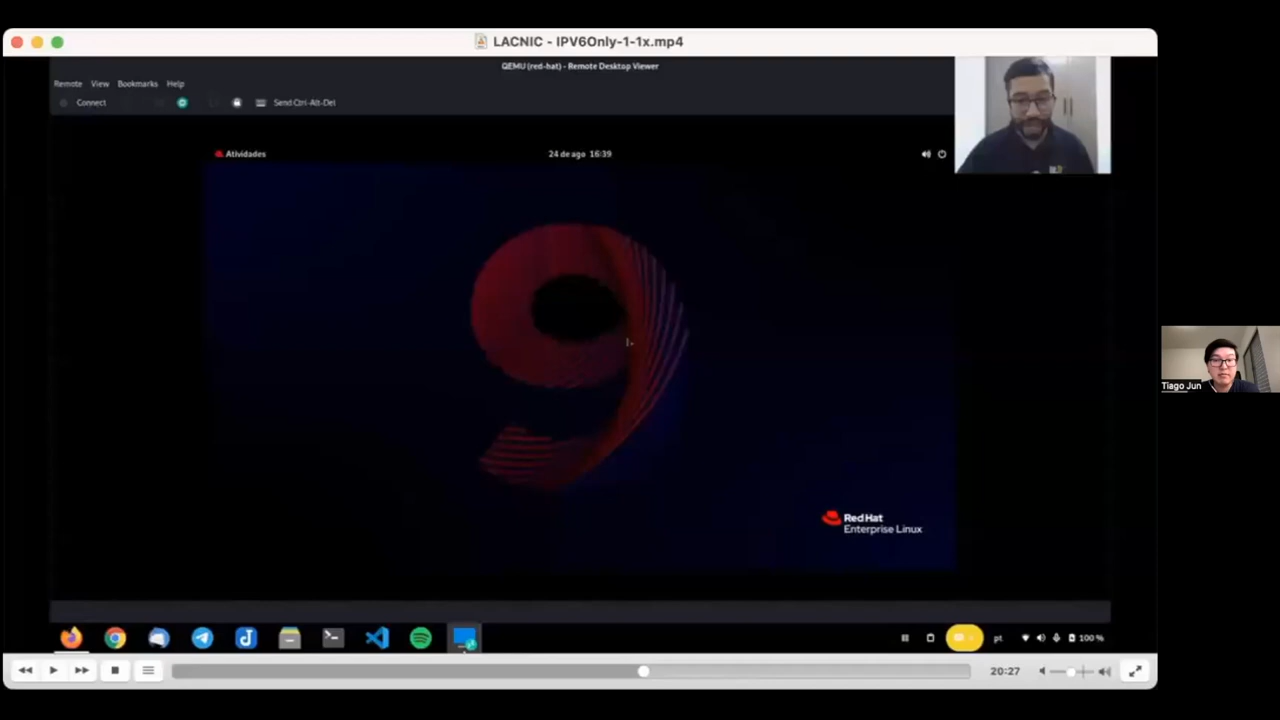 LACNIC - IPV6Only-1-1x.mp4
QEMU (red-hat) - Remote Desktop Viewer
Remote View Bookmarks Help
Connect Send Ctrl-Alt-Del
Atividades 24 de ago 16:39
9
Red Hat
Enterprise Linux
Tiago Jun
pt 100 %
20:27